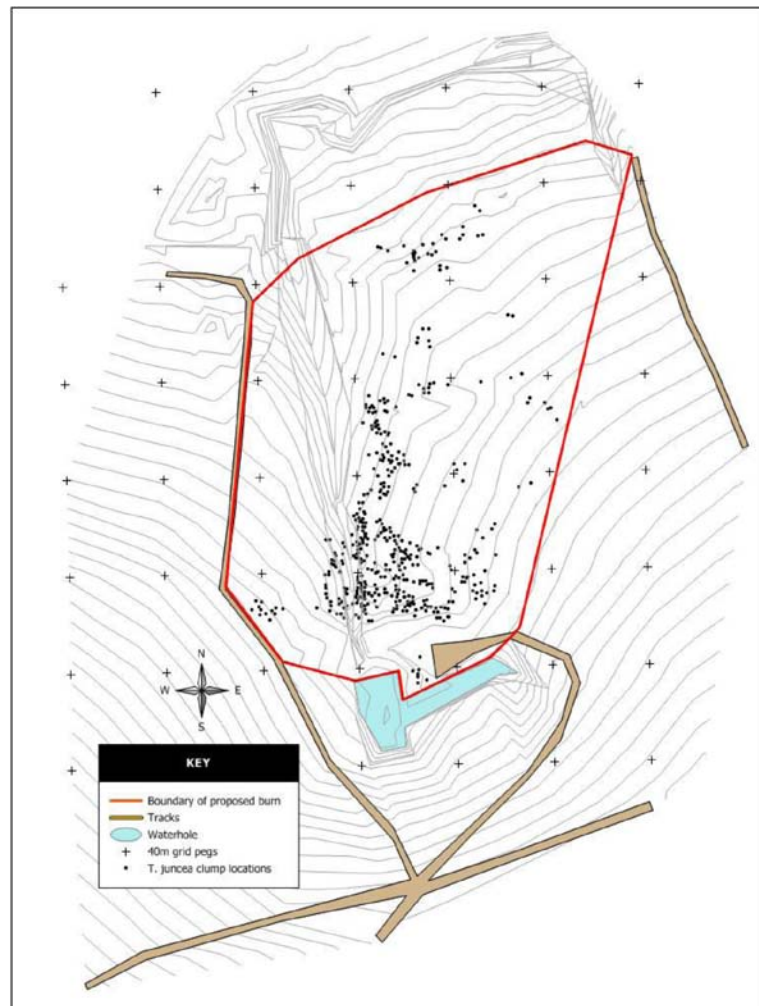 N
W E
S
KEY
Boundary of proposed burn
Tracks
Waterhole
40m grid pegs
T. juncea clump locations